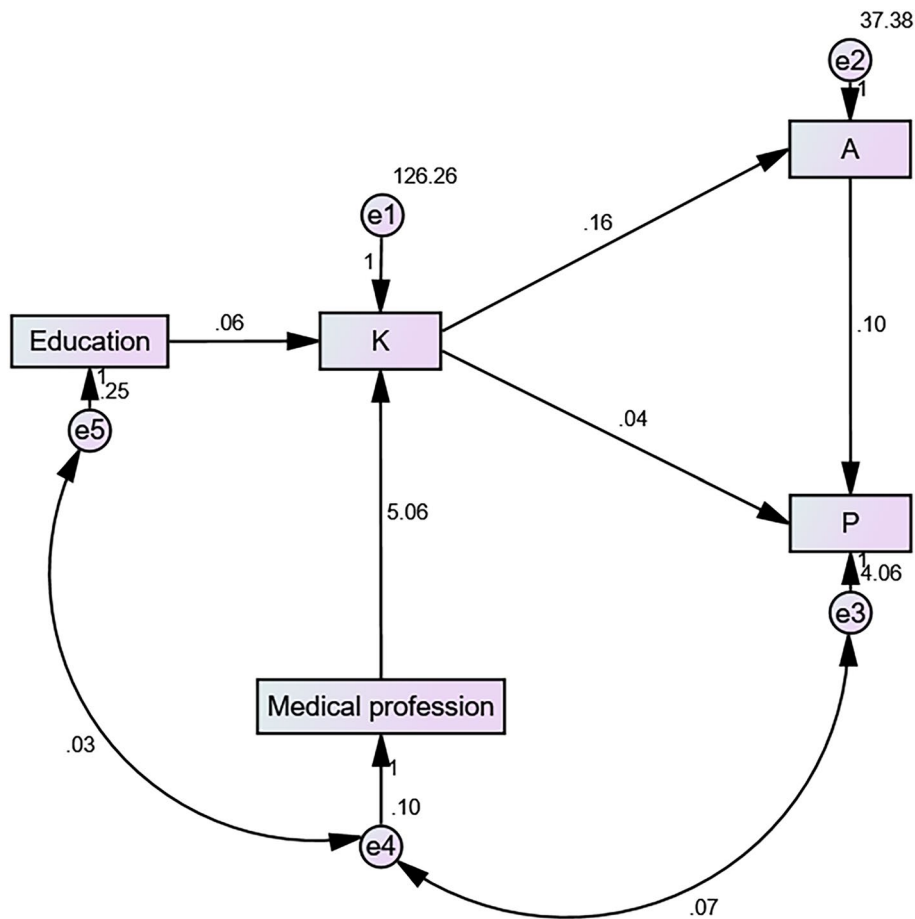 37.38
e2
1
A
126.26
e1
.16
1
Education
.06
K
.10
1
.25
e5
.04
5.06
P
1
4.06
e3
Medical profession
.03
1
.10
e4
.07